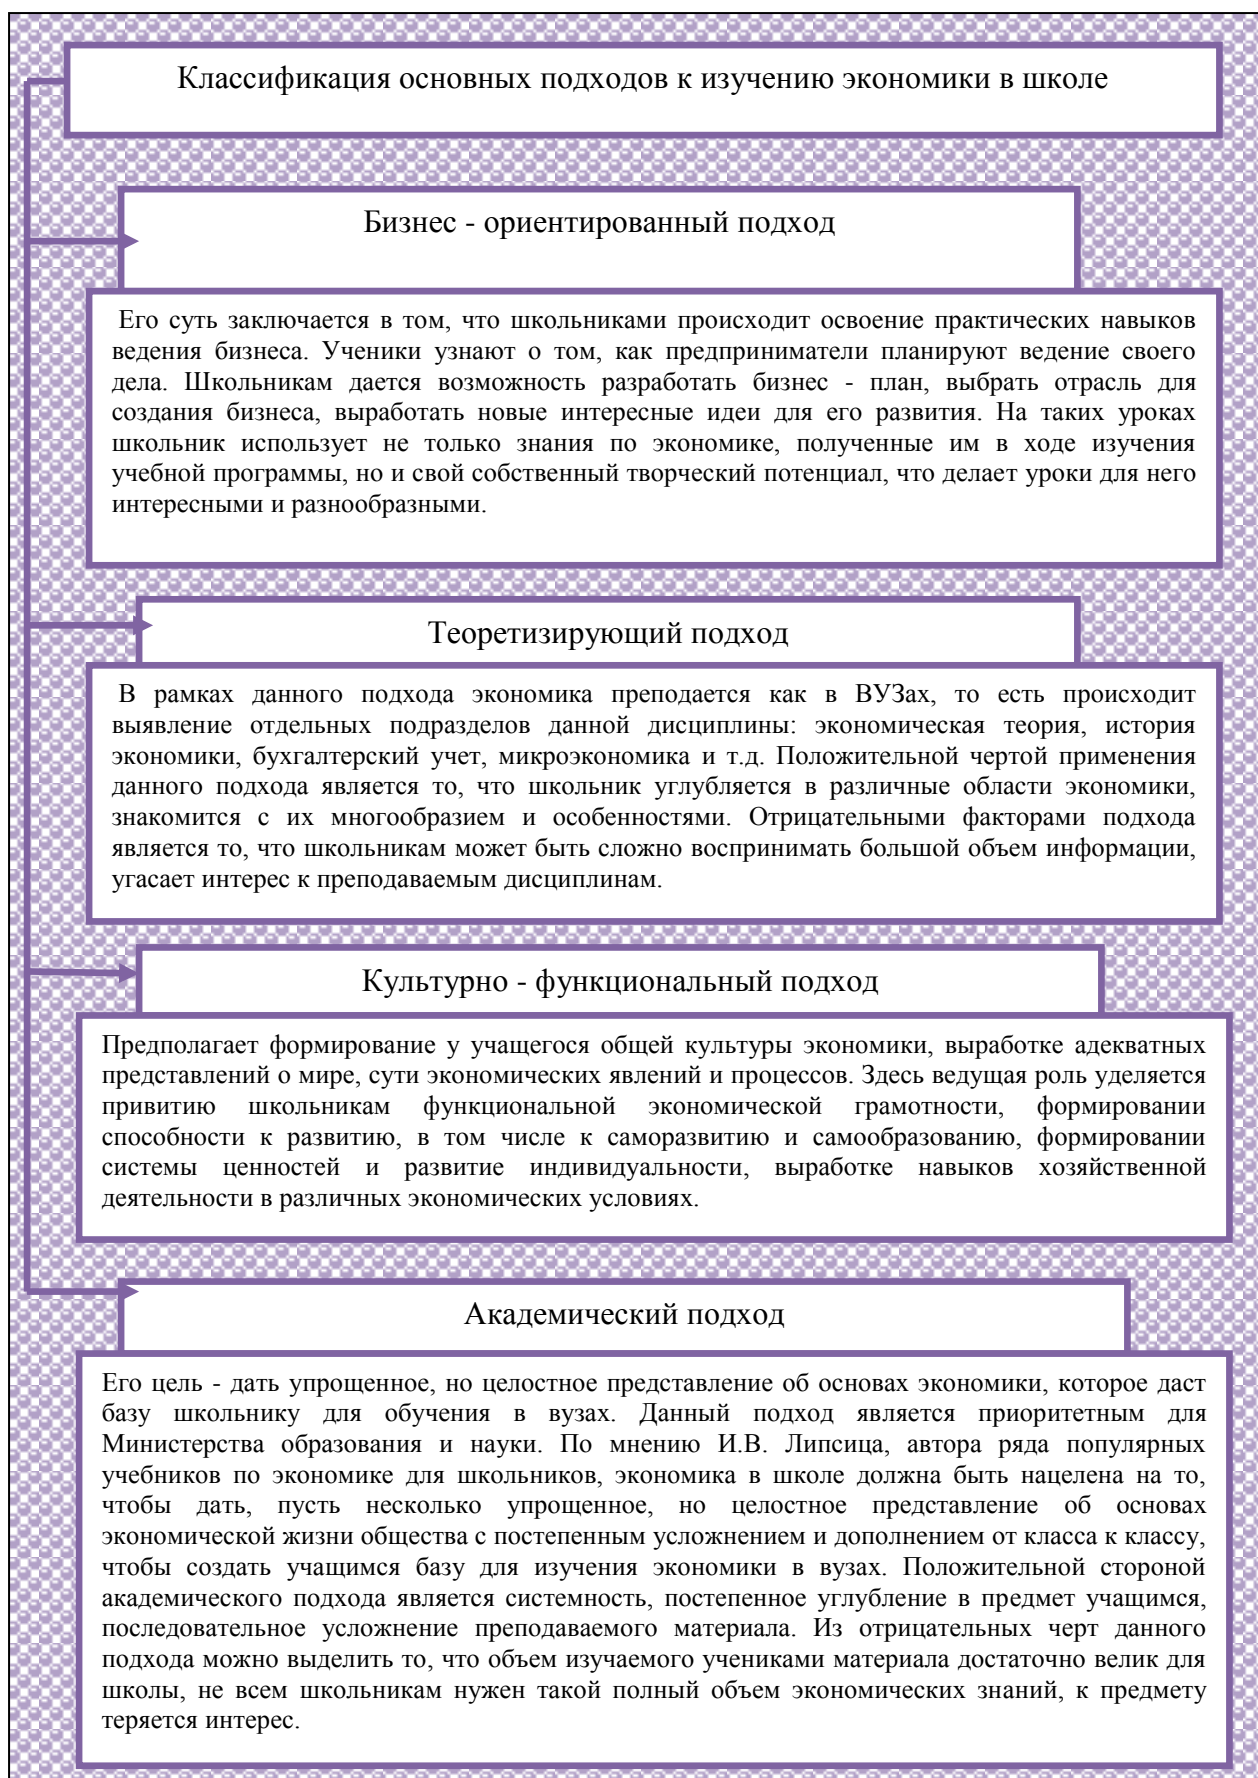 Классификация основных подходов к изучению экономики в школе
Бизнес - ориентированный подход
Его суть заключается в том, что школьниками происходит освоение практических навыков
ведения бизнеса. Ученики узнают о том, как предприниматели планируют ведение своего
дела. Школьникам дается возможность разработать бизнес - план, выбрать отрасль для
создания бизнеса, выработать новые интересные идеи для его развития. На таких уроках
школьник использует не только знания по экономике, полученные им в ходе изучения
учебной программы, но и свой собственный творческий потенциал, что делает уроки для него
интересными и разнообразными.
Теоретизирующий подход
В рамках данного подхода экономика преподается как в ВУЗах, то есть происходит
выявление отдельных подразделов данной дисциплины: экономическая теория, история
экономики, бухгалтерский учет, микроэкономика и т.д. Положительной чертой применения
данного подхода является то, что школьник углубляется в различные области экономики,
знакомится с их многообразием и особенностями. Отрицательными факторами подхода
является то, что школьникам может быть сложно воспринимать большой объем информации,
угасает интерес к преподаваемым дисциплинам.
Культурно - функциональный подход
Предполагает формирование у учащегося общей культуры экономики, выработке адекватных
представлений о мире, сути экономических явлений и процессов. Здесь ведущая роль уделяется
привитию школьникам функциональной экономической грамотности, формировании
способности к развитию, в том числе к саморазвитию и самообразованию, формировании
системы ценностей и развитие индивидуальности, выработке навыков хозяйственной
деятельности в различных экономических условиях.
Академический подход
Его цель - дать упрощенное, но целостное представление об основах экономики, которое даст
базу школьнику для обучения в вузах. Данный подход является приоритетным для
Министерства образования и науки. По мнению И.В. Липсица, автора ряда популярных
учебников по экономике для школьников, экономика в школе должна быть нацелена на то,
чтобы дать, пусть несколько упрощенное, но целостное представление об основах
экономической жизни общества с постепенным усложнением и дополнением от класса к классу,
чтобы создать учащимся базу для изучения экономики в вузах. Положительной стороной
академического подхода является системность, постепенное углубление в предмет учащимся,
последовательное усложнение преподаваемого материала. Из отрицательных черт данного
подхода можно выделить то, что объем изучаемого учениками материала достаточно велик для
школы, не всем школьникам нужен такой полный объем экономических знаний, к предмету
теряется интерес.